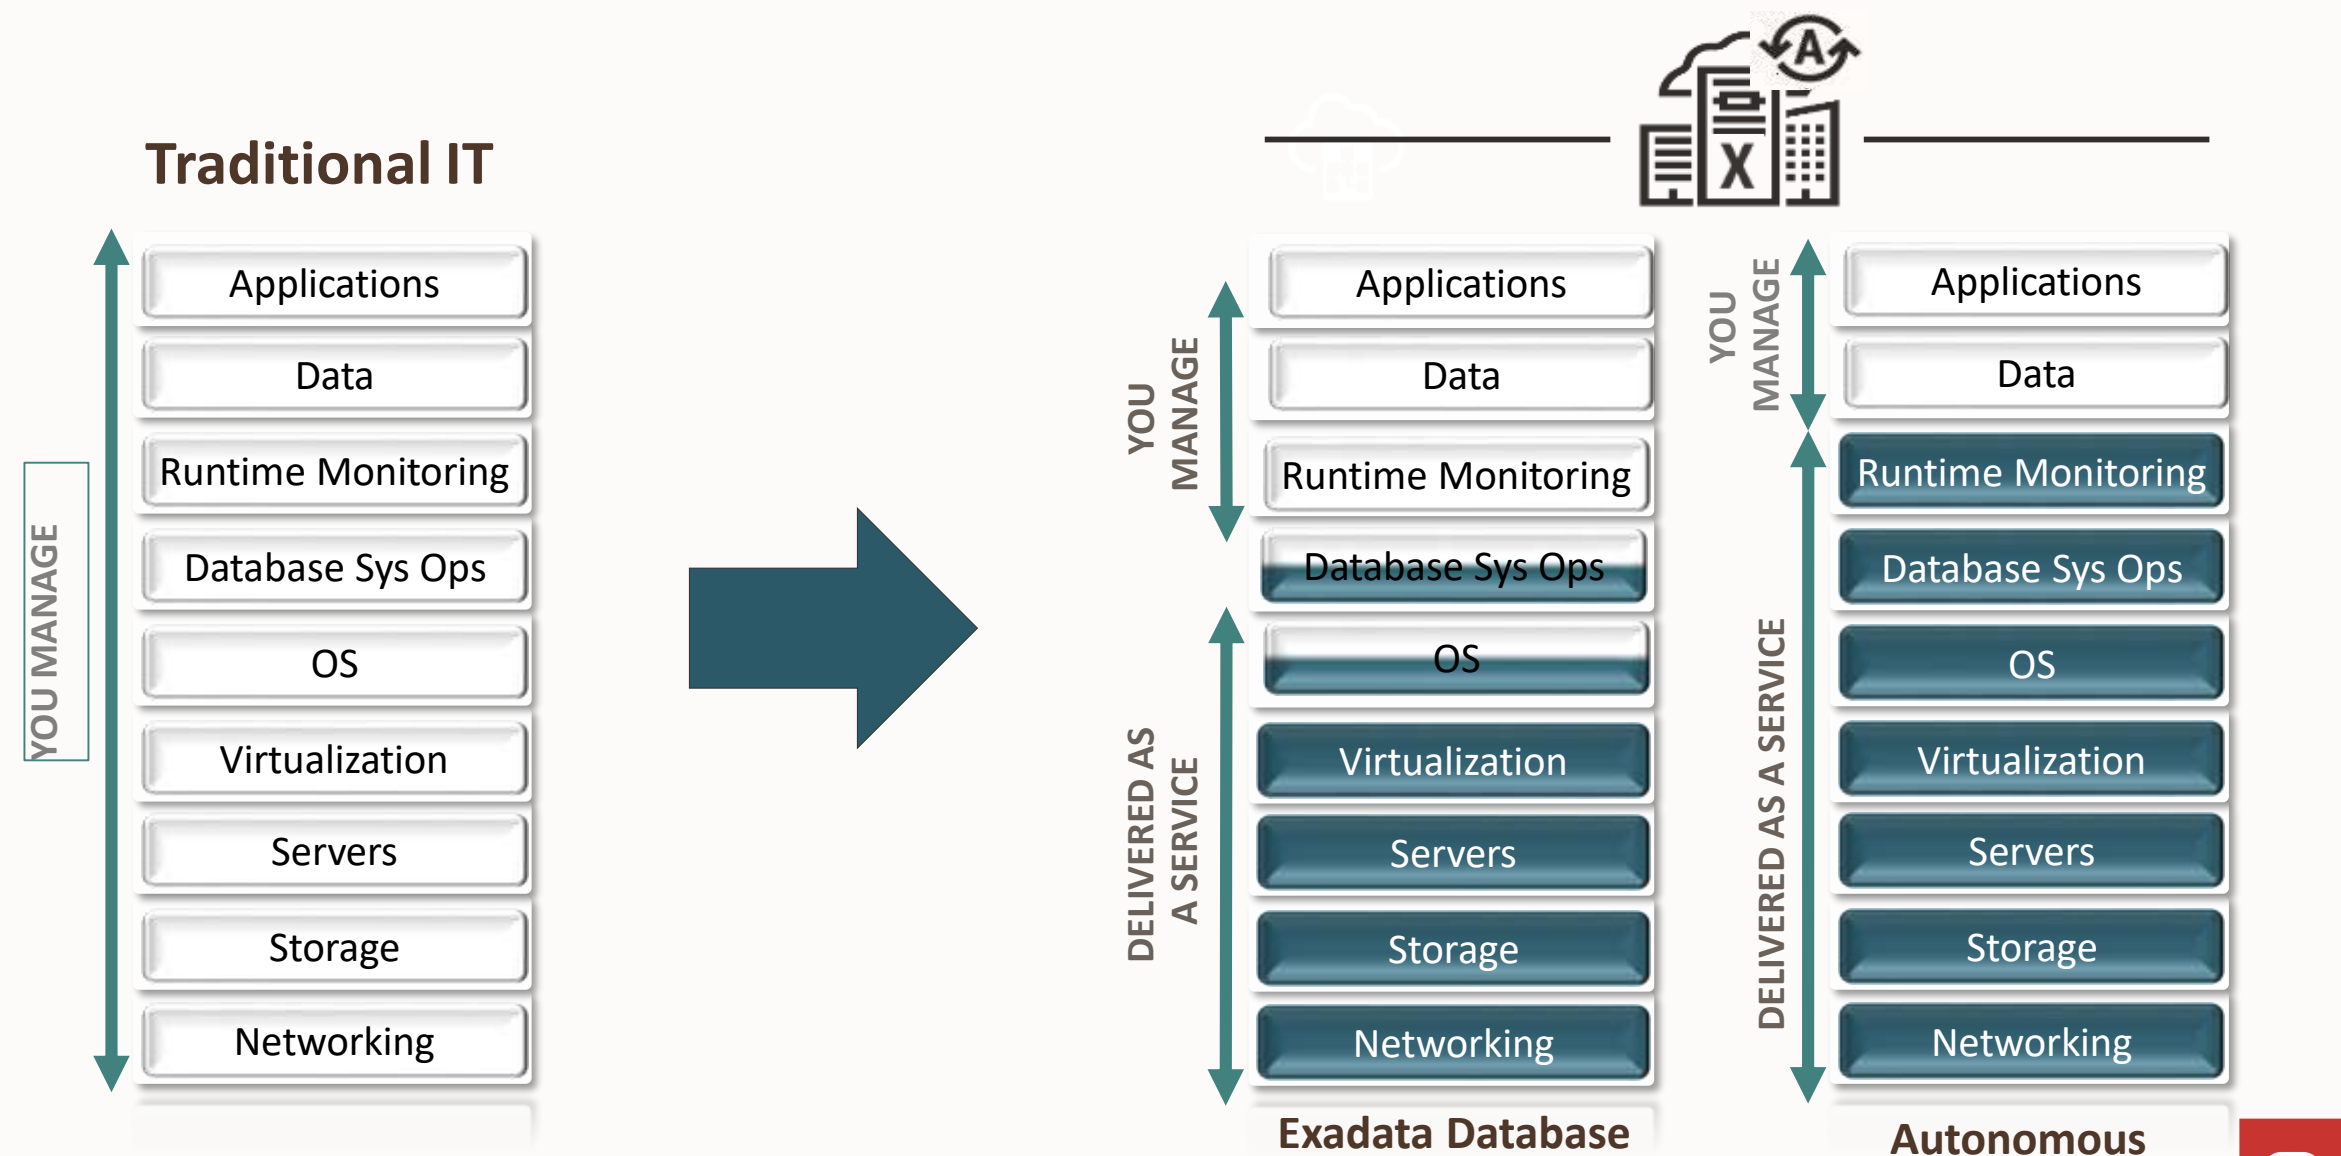 Traditional IT
YOU MANAGE
Applications
Data
Runtime Monitoring
Database Sys Ops
OS
Virtualization
Servers
Storage
Networking
A
X
YOU
MANAGE
DELIVERED AS
A SERVICE
Applications
Data
Runtime Monitoring
Database Sys Ops
OS
Virtualization
Servers
Storage
Networking
Exadata Database
YOU
MANAGE
DELIVERED AS A SERVICE
Applications
Data
Runtime Monitoring
Database Sys Ops
OS
Virtualization
Servers
Storage
Networking
Autonomous